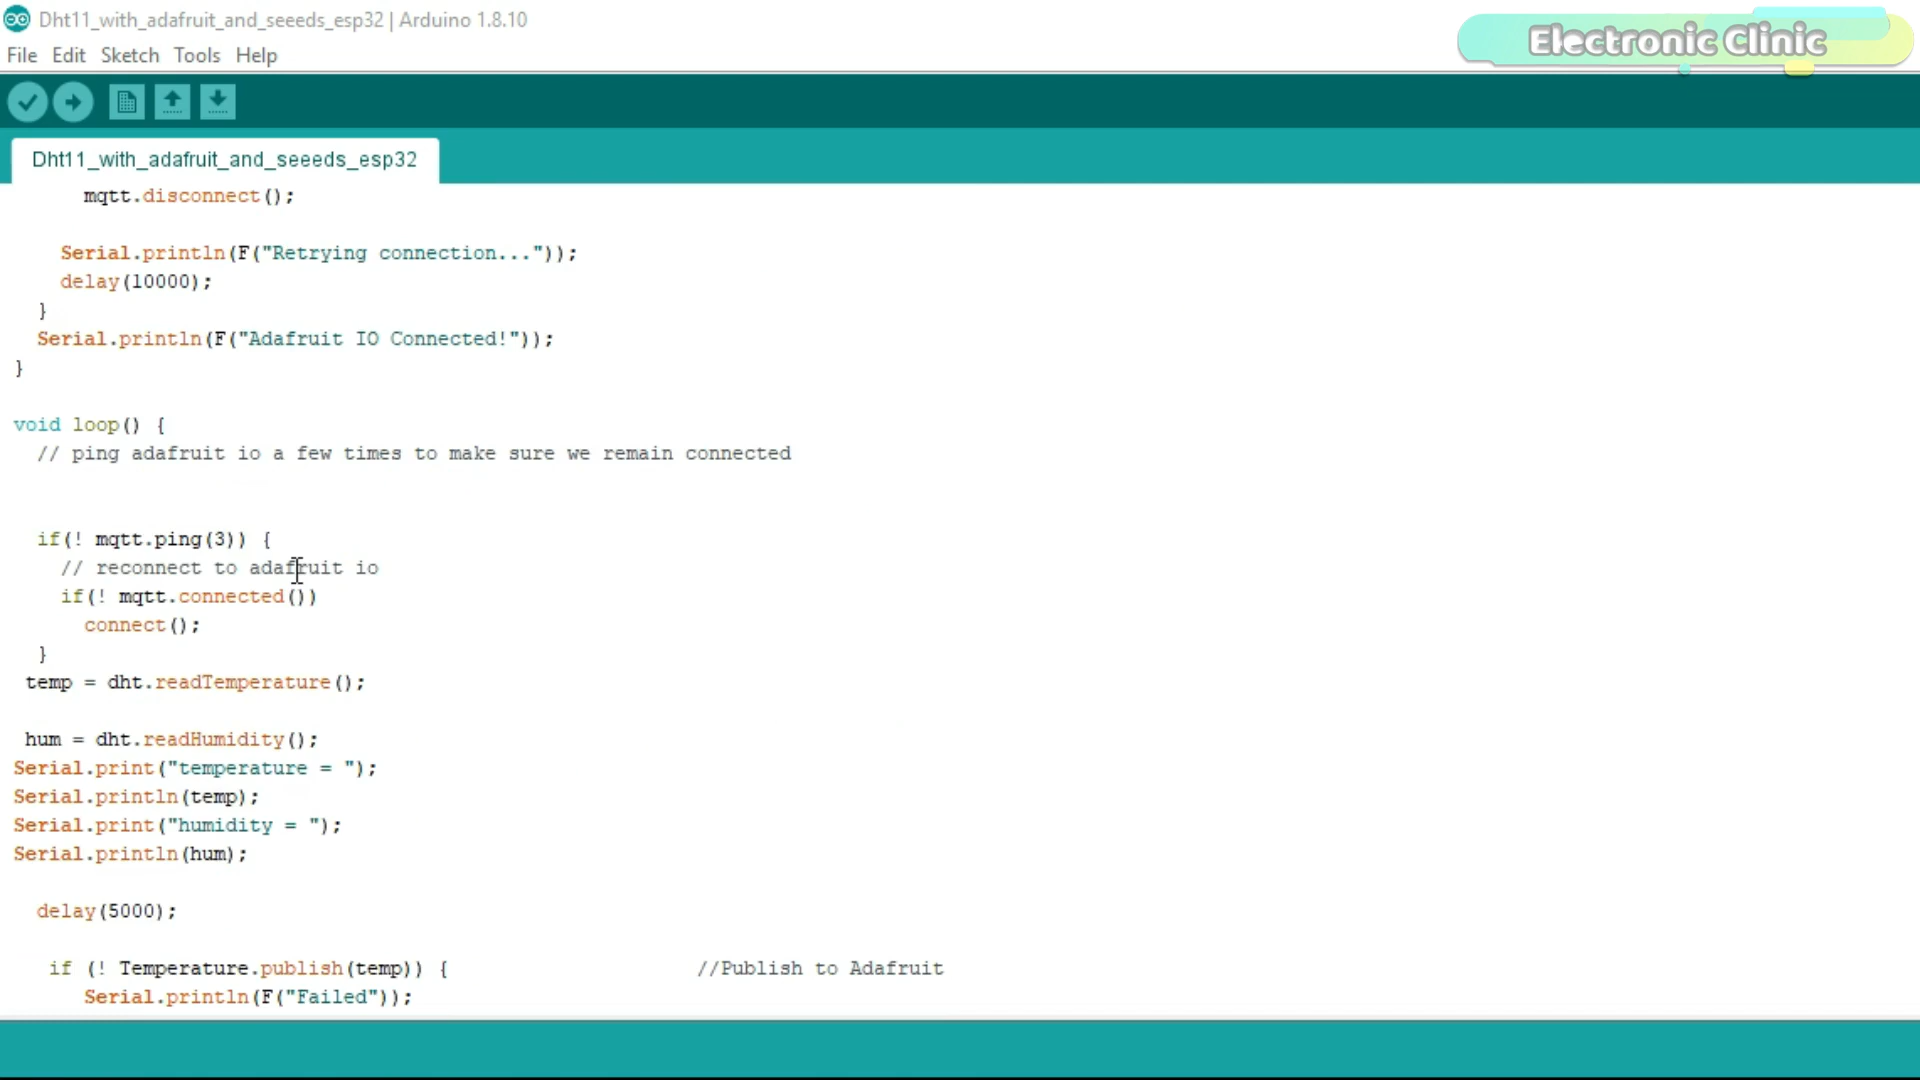 Dht11_with_adafruit_and_seeeds_esp32 | Arduino 1.8.10
Electronic Clinic
File Edit Sketch Tools Help
Dht11_with_adafruit_and_seeeds_esp32
mqtt.disconnect();
Serial.println(F("Retrying connection..."));
delay(10000);
}
Serial.println(F("Adafruit IO Connected!"));
}
void loop() {
// ping adafruit io a few times to make sure we remain connected
if(! mqtt.ping(3)) {
// reconnect to adafruit io
if(! mqtt.connected())
connect();
}
temp = dht.readTemperature();
hum = dht.readHumidity();
Serial.print("temperature = ");
Serial.println(temp);
Serial.print("humidity = ");
Serial.println(hum);
delay(5000);
if (! Temperature.publish(temp)) { //Publish to Adafruit
Serial.println(F("Failed"));